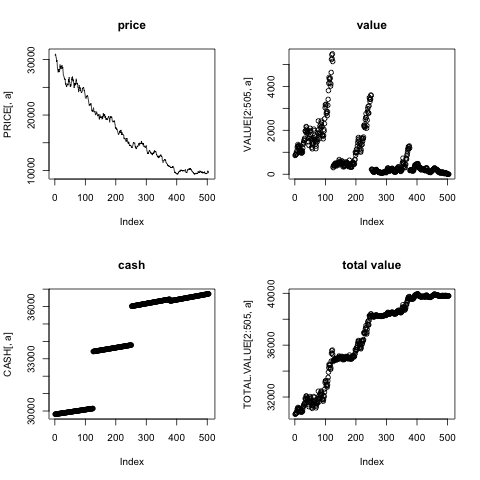 price
PRICE[, a]
10000 20000 30000
0 100 200 300 400 500
Index
value
VALUE[2:505, a]
0 2000 4000
0 100 200 300 400 500
Index
cash
CASH[, a]
30000 33000 36000
0 100 200 300 400 500
Index
total value
TOTAL.VALUE[2:505, a]
32000 36000 40000
0 100 200 300 400 500
Index